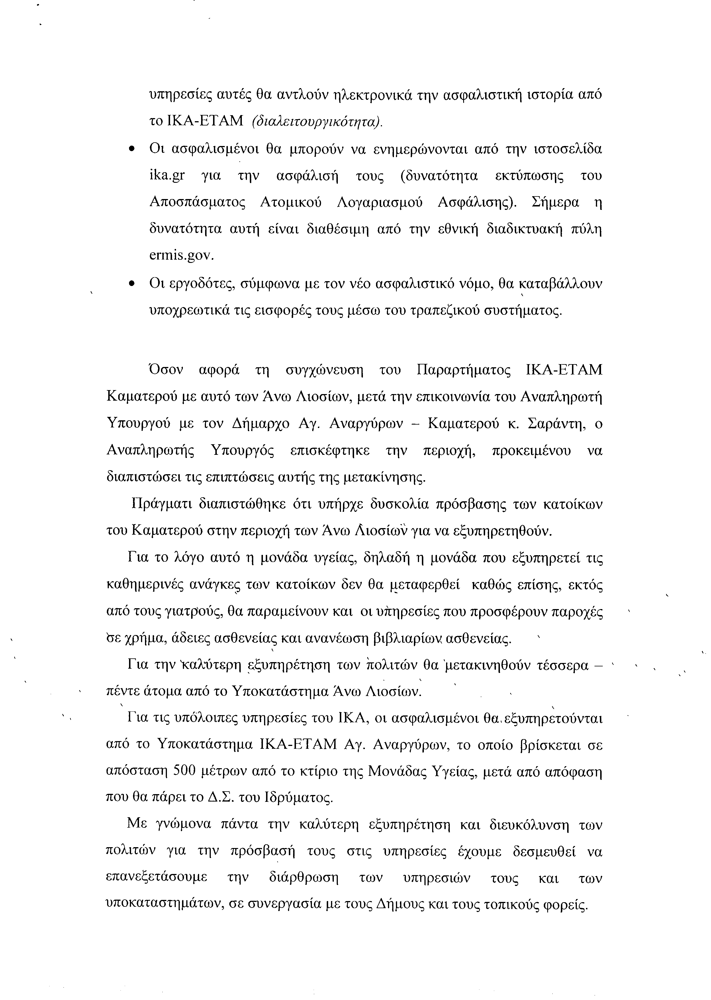 υπηρεσίες αυτές θα αντλούν ηλεκτρονικά την ασφαλιστική ιστορία από
το ΙΚΑ-ΕΤΑΜ (διαλειτουργικότητα).
• Οι ασφαλισμένοι θα μπορούν να ενημερώνονται από την ιστοσελίδα
ika.gr για την ασφάλισή τους (δυνατότητα εκτύπωσης του
Αποσπάσματος Ατομικού Λογαριασμού Ασφάλισης). Σήμερα η
δυνατότητα αυτή είναι διαθέσιμη από την εθνική διαδικτυακή πύλη
ermis.gov.
• Οι εργοδότες, σύμφωνα με τον νέο ασφαλιστικό νόμο, θα καταβάλλουν
υποχρεωτικά τις εισφορές τους μέσω του τραπεζικού συστήματος.
Όσον αφορά τη συγχώνευση του Παραρτήματος ΙΚΑ-ΕΤΑΜ
Καματερού με αυτό των Άνω Λιοσίων, μετά την επικοινωνία του Αναπληρωτή
Υπουργού με τον Δήμαρχο Αγ. Αναργύρων – Καματερού κ. Σαράντη, ο
Αναπληρωτής Υπουργός επισκέφτηκε την περιοχή, προκειμένου να
διαπιστώσει τις επιπτώσεις αυτής της μετακίνησης.
Πράγματι διαπιστώθηκε ότι υπήρχε δυσκολία πρόσβασης των κατοίκων
του Καματερού στην περιοχή των Άνω Λιοσίων για να εξυπηρετηθούν.
Για το λόγο αυτό η μονάδα υγείας, δηλαδή η μονάδα που εξυπηρετεί τις
καθημερινές ανάγκες των κατοίκων δεν θα μεταφερθεί καθώς επίσης, εκτός
από τους γιατρούς, θα παραμείνουν και οι υπηρεσίες που προσφέρουν παροχές
σε χρήμα, άδειες ασθενείας και ανανέωση βιβλιαρίων ασθενείας.
Για την καλύτερη εξυπηρέτηση των πολιτών θα μετακινηθούν τέσσερα –
πέντε άτομα από το Υποκατάστημα Άνω Λιοσίων.
Για τις υπόλοιπες υπηρεσίες του ΙΚΑ, οι ασφαλισμένοι θα εξυπηρετούνται
από το Υποκατάστημα ΙΚΑ-ΕΤΑΜ Αγ. Αναργύρων, το οποίο βρίσκεται σε
απόσταση 500 μέτρων από το κτίριο της Μονάδας Υγείας, μετά από απόφαση
που θα πάρει το Δ.Σ. του Ιδρύματος.
Με γνώμονα πάντα την καλύτερη εξυπηρέτηση και διευκόλυνση των
πολιτών για την πρόσβασή τους στις υπηρεσίες έχουμε δεσμευθεί να
επανεξετάσουμε την διάρθρωση των υπηρεσιών τους και των
υποκαταστημάτων, σε συνεργασία με τους Δήμους και τους τοπικούς φορείς.